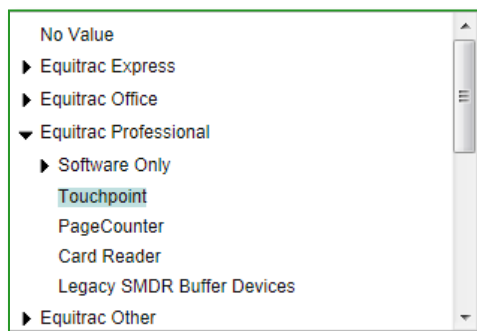 No Value
Equitrac Express
Equitrac Office
Equitrac Professional
Software Only
Touchpoint
PageCounter
Card Reader
Legacy SMDR Buffer Devices
Equitrac Other